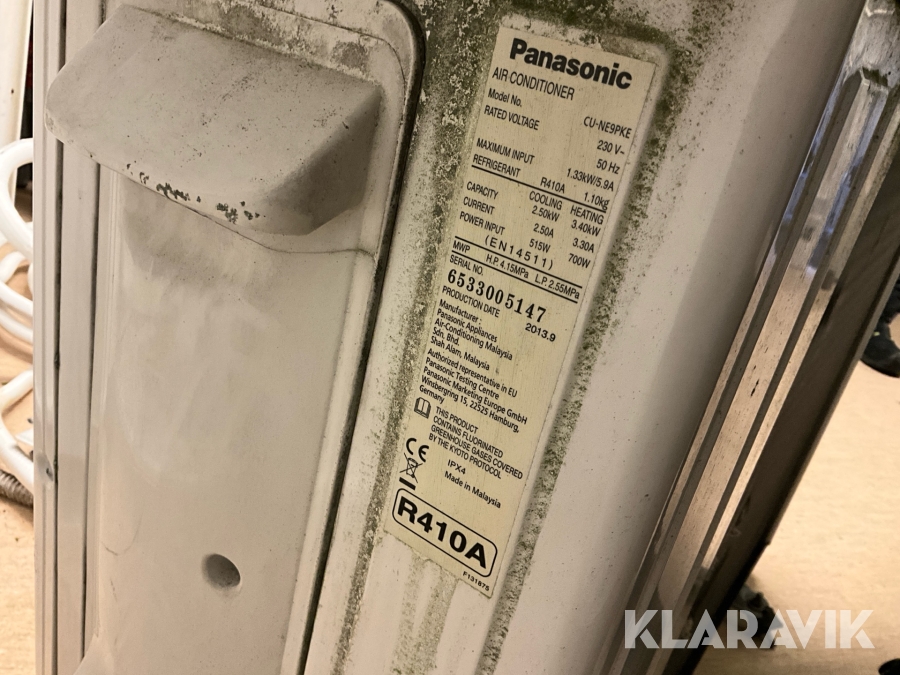 Panasonic
AIR CONDITIONER
Model No. CU-NE9PKE
RATED VOLTAGE 230 V~
50 Hz
MAXIMUM INPUT 1.33kW/5.9A
REFRIGERANT R410A 1.10kg
COOLING HEATING
CAPACITY 2.50kW 3.40kW
CURRENT 2.50A 3.30A
POWER INPUT 515W 700W
(EN14511)
MWP H.P. 4.15MPa L.P. 2.55MPa
SERIAL NO.
6533005147
PRODUCTION DATE 2013.9
Manufacturer :
Panasonic Appliances
Air-Conditioning Malaysia
Sdn. Bhd.
Shah Alam, Malaysia
Authorized representative in EU
Panasonic Testing Centre
Panasonic Marketing Europe GmbH
Winsbergring 15, 22525 Hamburg,
Germany
THIS PRODUCT
CONTAINS FLUORINATED
GREENHOUSE GASES COVERED
BY THE KYOTO PROTOCOL
CE
IPX4
Made in Malaysia
R410A
F131875
KLARAVIK